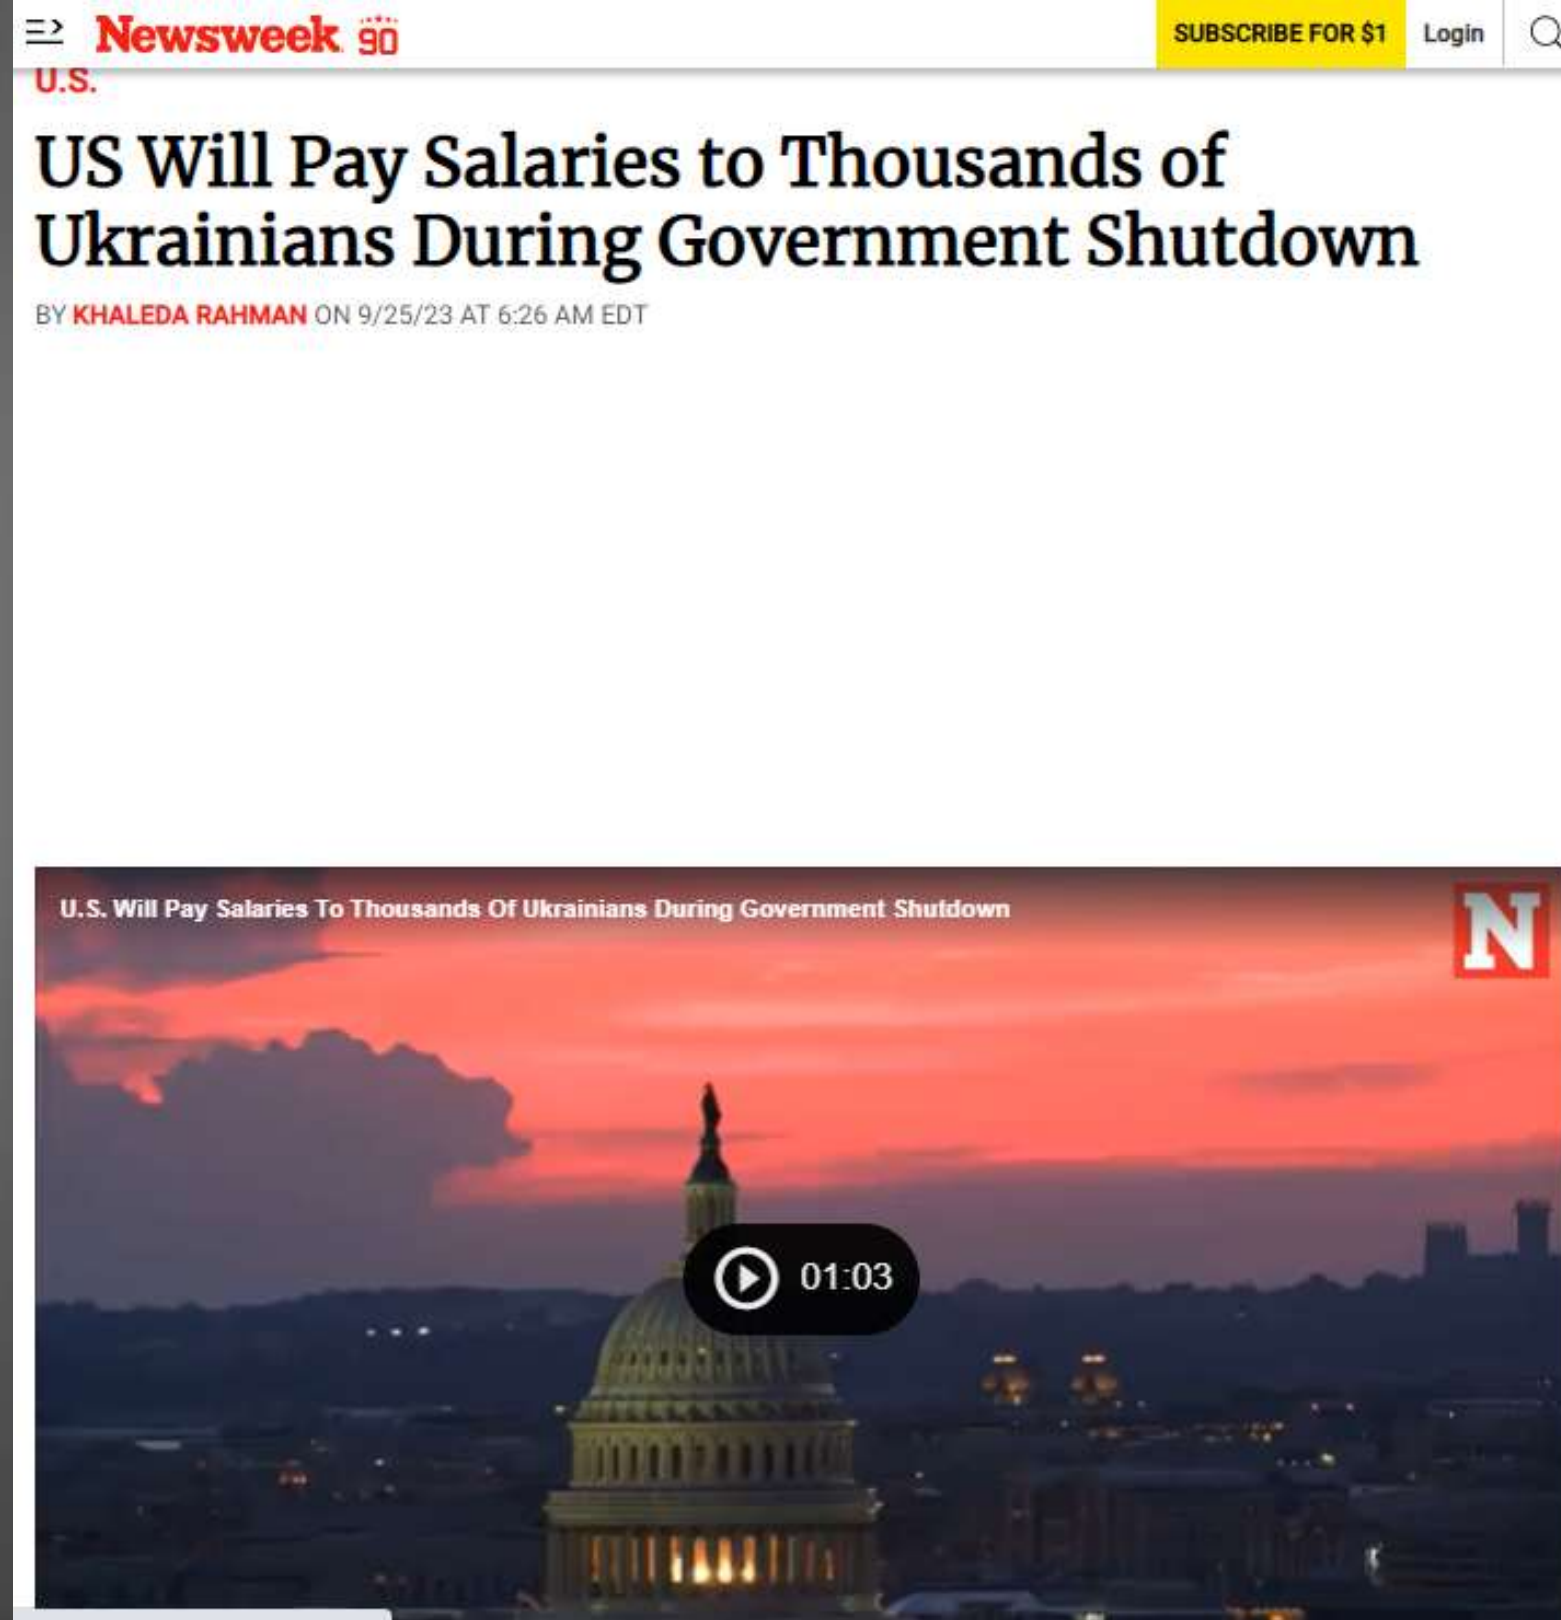 Newsweek 90
SUBSCRIBE FOR $1
Login
U.S.
US Will Pay Salaries to Thousands of
Ukrainians During Government Shutdown
BY KHALEDA RAHMAN ON 9/25/23 AT 6:26 AM EDT
U.S. Will Pay Salaries To Thousands Of Ukrainians During Government Shutdown
N
01:03